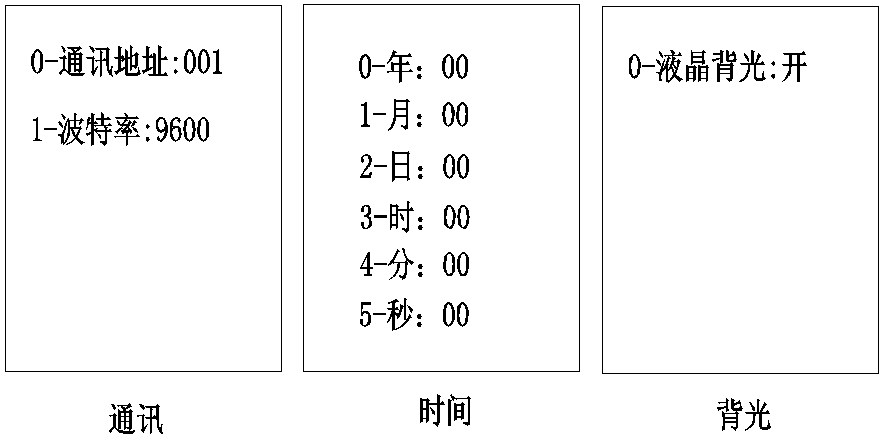 0-通讯地址:001
1-波特率:9600
通讯
0-年：00
1-月：00
2-日：00
3-时：00
4-分：00
5-秒：00
时间
0-液晶背光:开
背光